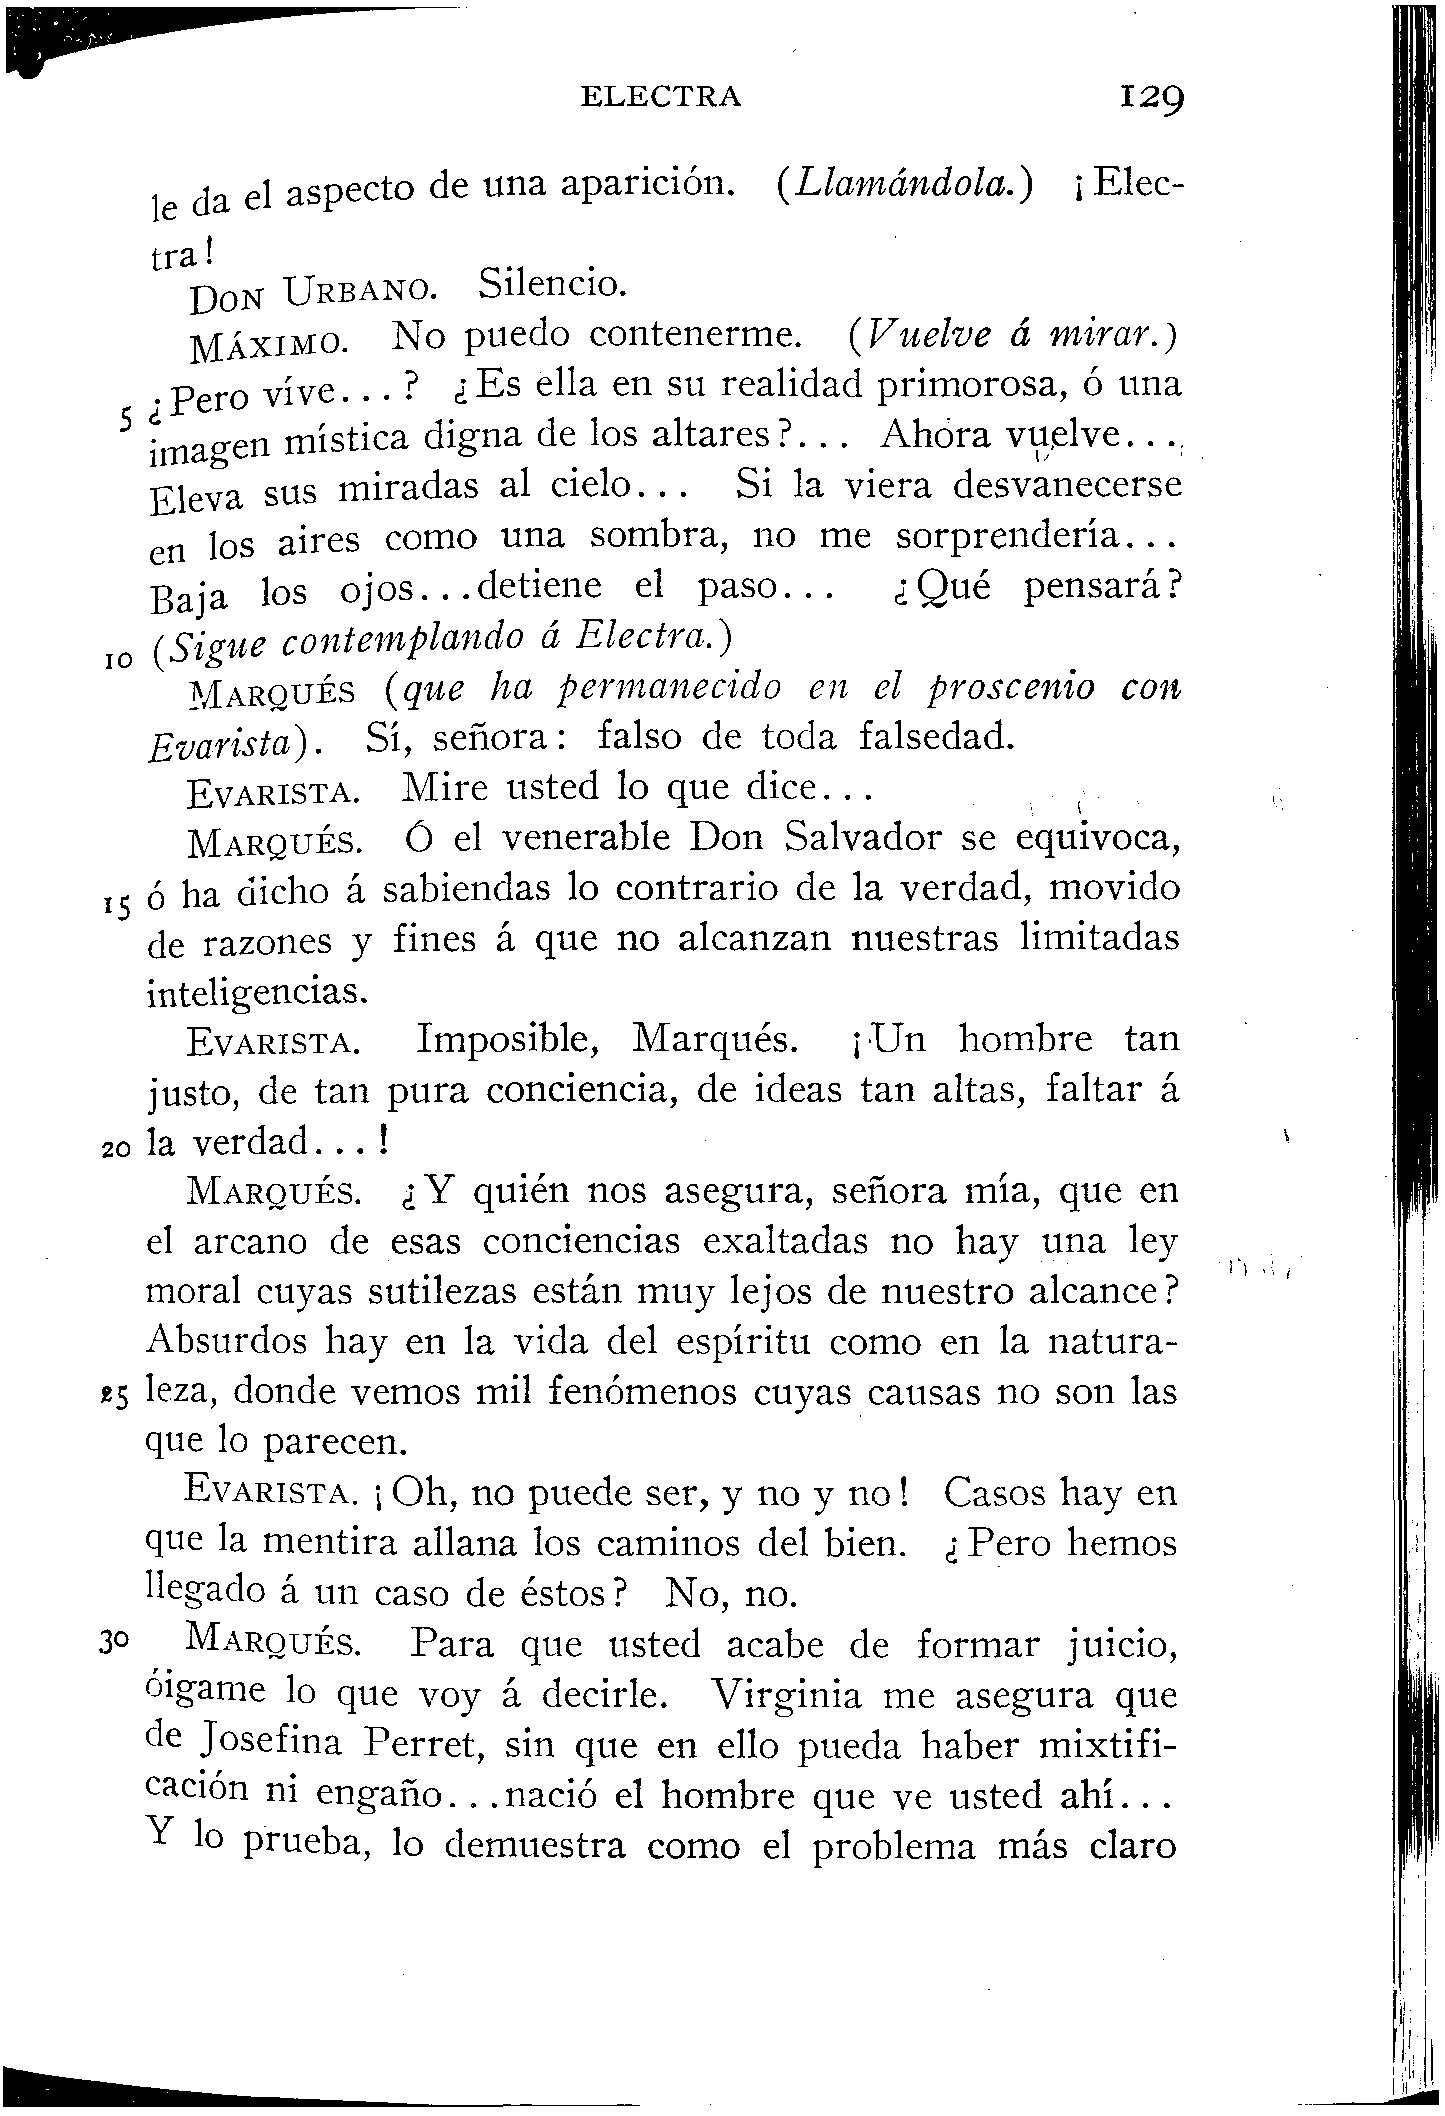 ELECTRA 129
le da el aspecto de una aparición. (Llamándola.) ¡Elec-
tra!
DON URBANO. Silencio.
MÁXIMO. No puedo contenerme. (Vuelve á mirar.)
5 ¿Pero víve...? ¿Es ella en su realidad primorosa, ó una
imagen mística digna de los altares?... Ahora vuelve...
Eleva sus miradas al cielo... Si la viera desvanecerse
en los aires como una sombra, no me sorprendería...
Baja los ojos...detiene el paso... ¿Qué pensará?
10 (Sigue contemplando á Electra.)
MARQUÉS (que ha permanecido en el proscenio con
Evarista). Sí, señora: falso de toda falsedad.
EVARISTA. Mire usted lo que dice...
MARQUÉS. Ó el venerable Don Salvador se equivoca,
15 ó ha dicho á sabiendas lo contrario de la verdad, movido
de razones y fines á que no alcanzan nuestras limitadas
inteligencias.
EVARISTA. Imposible, Marqués. ¡Un hombre tan
justo, de tan pura conciencia, de ideas tan altas, faltar á
20 la verdad...!
MARQUÉS. ¿Y quién nos asegura, señora mía, que en
el arcano de esas conciencias exaltadas no hay una ley
moral cuyas sutilezas están muy lejos de nuestro alcance?
Absurdos hay en la vida del espíritu como en la natura-
25 leza, donde vemos mil fenómenos cuyas causas no son las
que lo parecen.
EVARISTA. ¡Oh, no puede ser, y no y no! Casos hay en
que la mentira allana los caminos del bien. ¿Pero hemos
llegado á un caso de éstos? No, no.
30 MARQUÉS. Para que usted acabe de formar juicio,
óigame lo que voy á decirle. Virginia me asegura que
de Josefina Perret, sin que en ello pueda haber mixtifi-
cación ni engaño...nació el hombre que ve usted ahí...
Y lo prueba, lo demuestra como el problema más claro